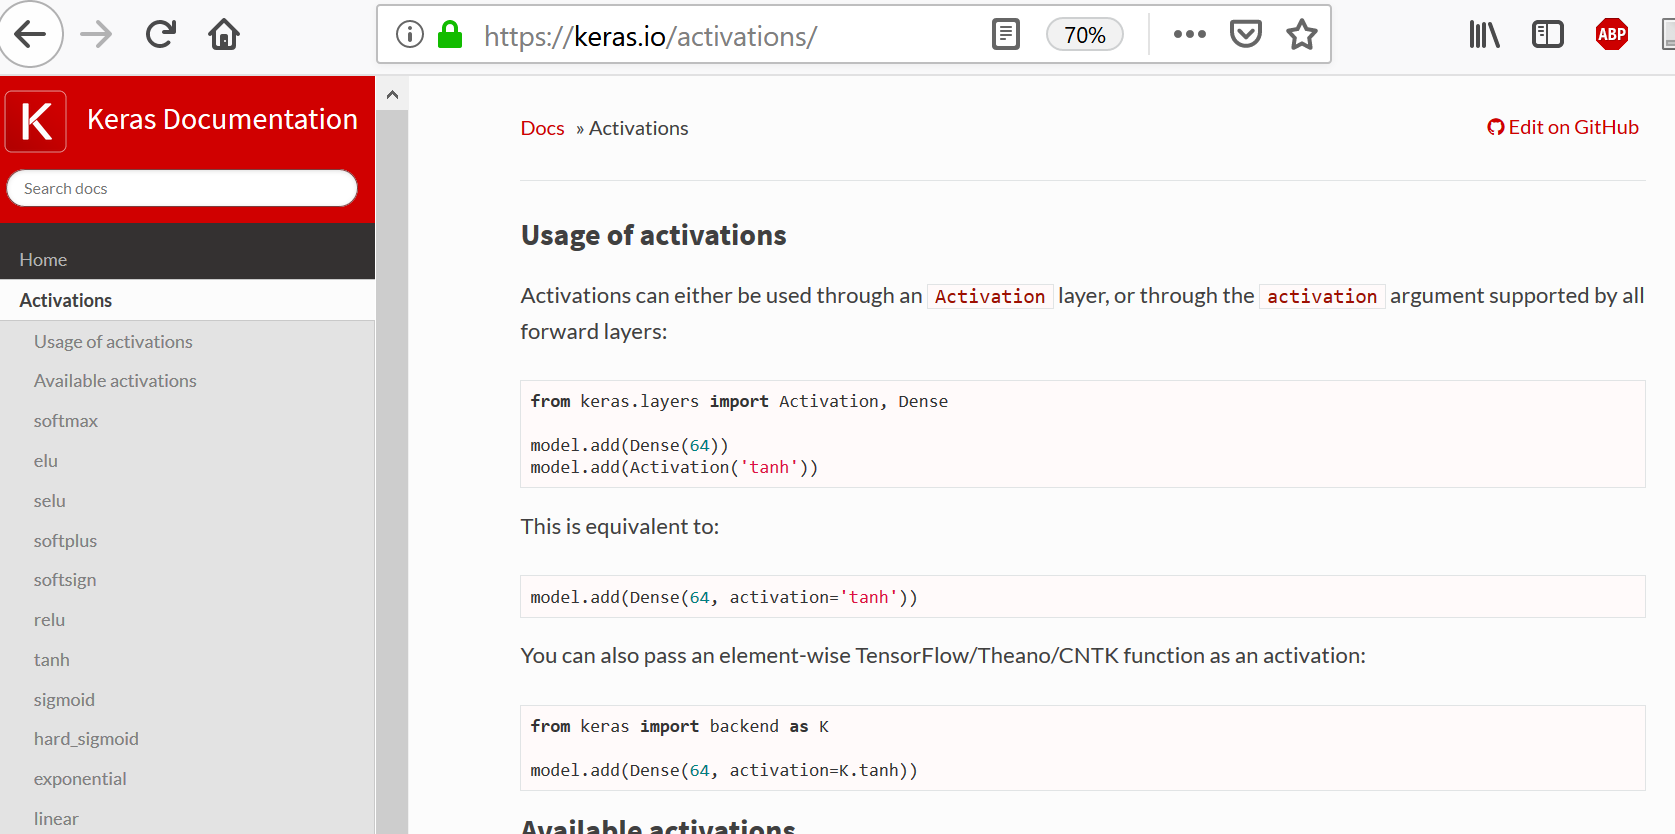 https://keras.io/activations/
70%
ABP
K
Keras Documentation
Search docs
Home
Activations
Usage of activations
Available activations
softmax
elu
selu
softplus
softsign
relu
tanh
sigmoid
hard_sigmoid
exponential
linear
Docs » Activations
Edit on GitHub
Usage of activations
Activations can either be used through an Activation layer, or through the activation argument supported by all
forward layers:
from keras.layers import Activation, Dense
model.add(Dense(64))
model.add(Activation('tanh'))
This is equivalent to:
model.add(Dense(64, activation='tanh'))
You can also pass an element-wise TensorFlow/Theano/CNTK function as an activation:
from keras import backend as K
model.add(Dense(64, activation=K.tanh))
Available activations